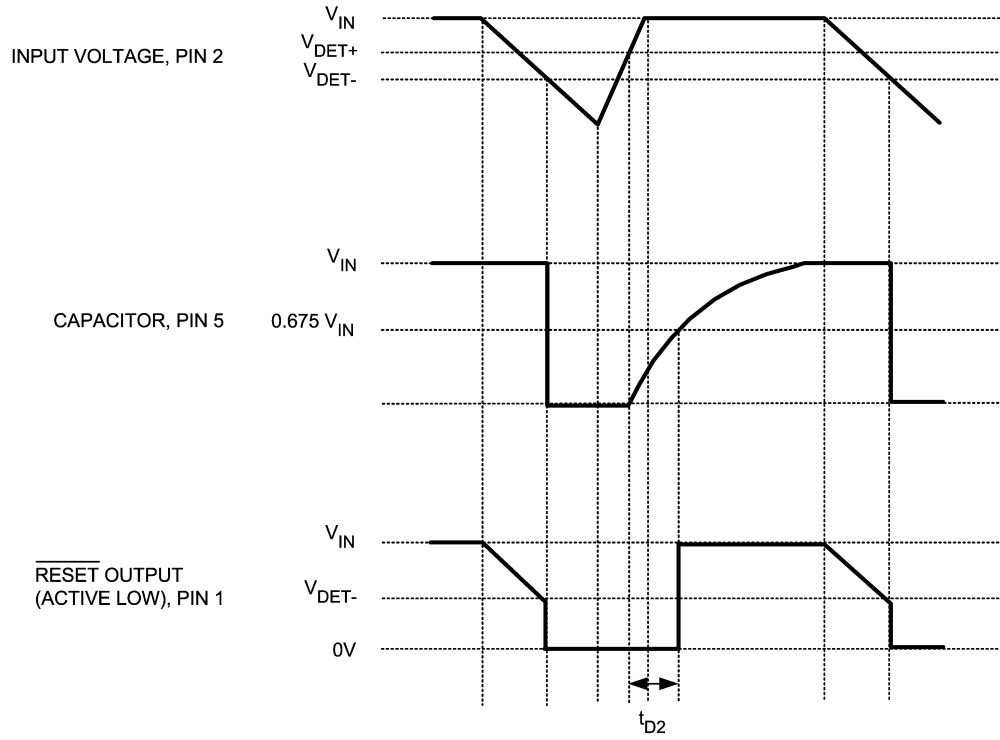 V_IN
INPUT VOLTAGE, PIN 2
V_DET+
V_DET-
V_IN
CAPACITOR, PIN 5
0.675 V_IN
V_IN
RESET OUTPUT
(ACTIVE LOW), PIN 1
V_DET-
0V
t_D2